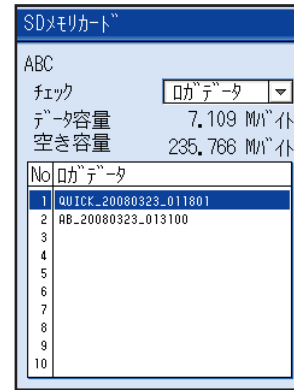 SDメモリカード
ABC
チェック ロガデータ
データ容量 7.109 Mバイト
空き容量 235.766 Mバイト
No ロガデータ
1 QUICK_20080323_011801
2 AB_20080323_013100
3
4
5
6
7
8
9
10